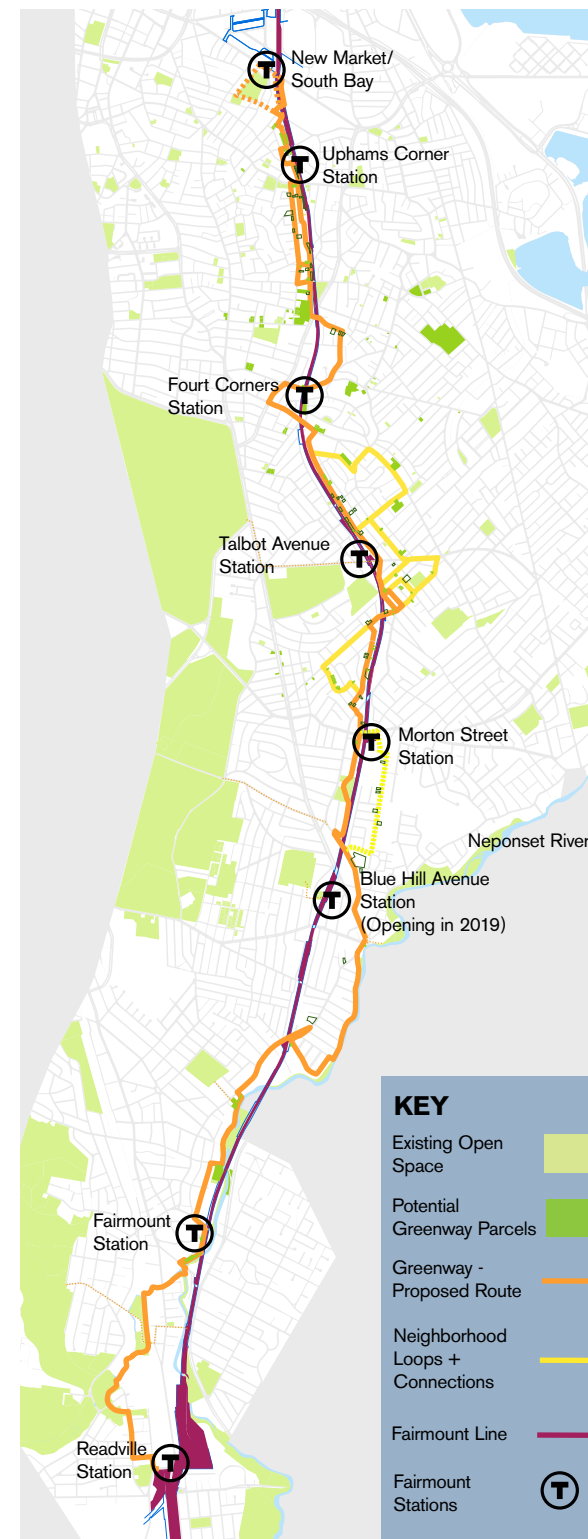 T
New Market/
South Bay
T
Uphams Corner
Station
Fourt Corners
Station
T
Talbot Avenue
Station
T
T
Morton Street
Station
Neponset River
T
Blue Hill Avenue
Station
(Opening in 2019)
KEY
Existing Open
Space
Potential
Greenway Parcels
Greenway -
Proposed Route
Neighborhood
Loops +
Connections
Fairmount Line
Fairmount
Stations
T
Fairmount
Station
T
Readville
Station
T